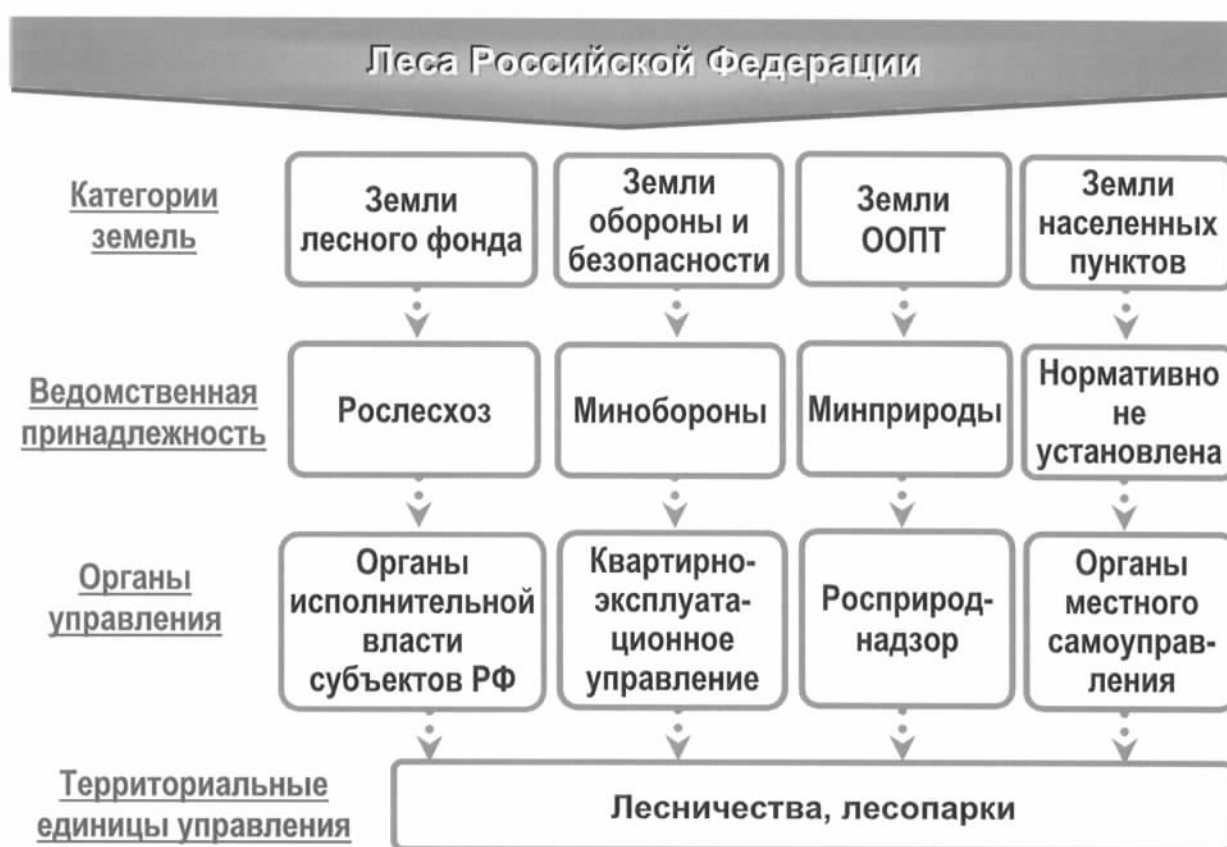 Леса Российской Федерации
Категории
земель
Земли
лесного фонда
Земли
обороны и
безопасности
Земли
ООПТ
Земли
населенных
пунктов
Ведомственная
принадлежность
Рослесхоз
Минобороны
Минприроды
Нормативно
не
установлена
Органы
управления
Органы
исполнительной
власти
субъектов РФ
Квартирно-
эксплуата-
ционное
управление
Росприрод-
надзор
Органы
местного
самоуправ-
ления
Территориальные
единицы управления
Лесничества, лесопарки